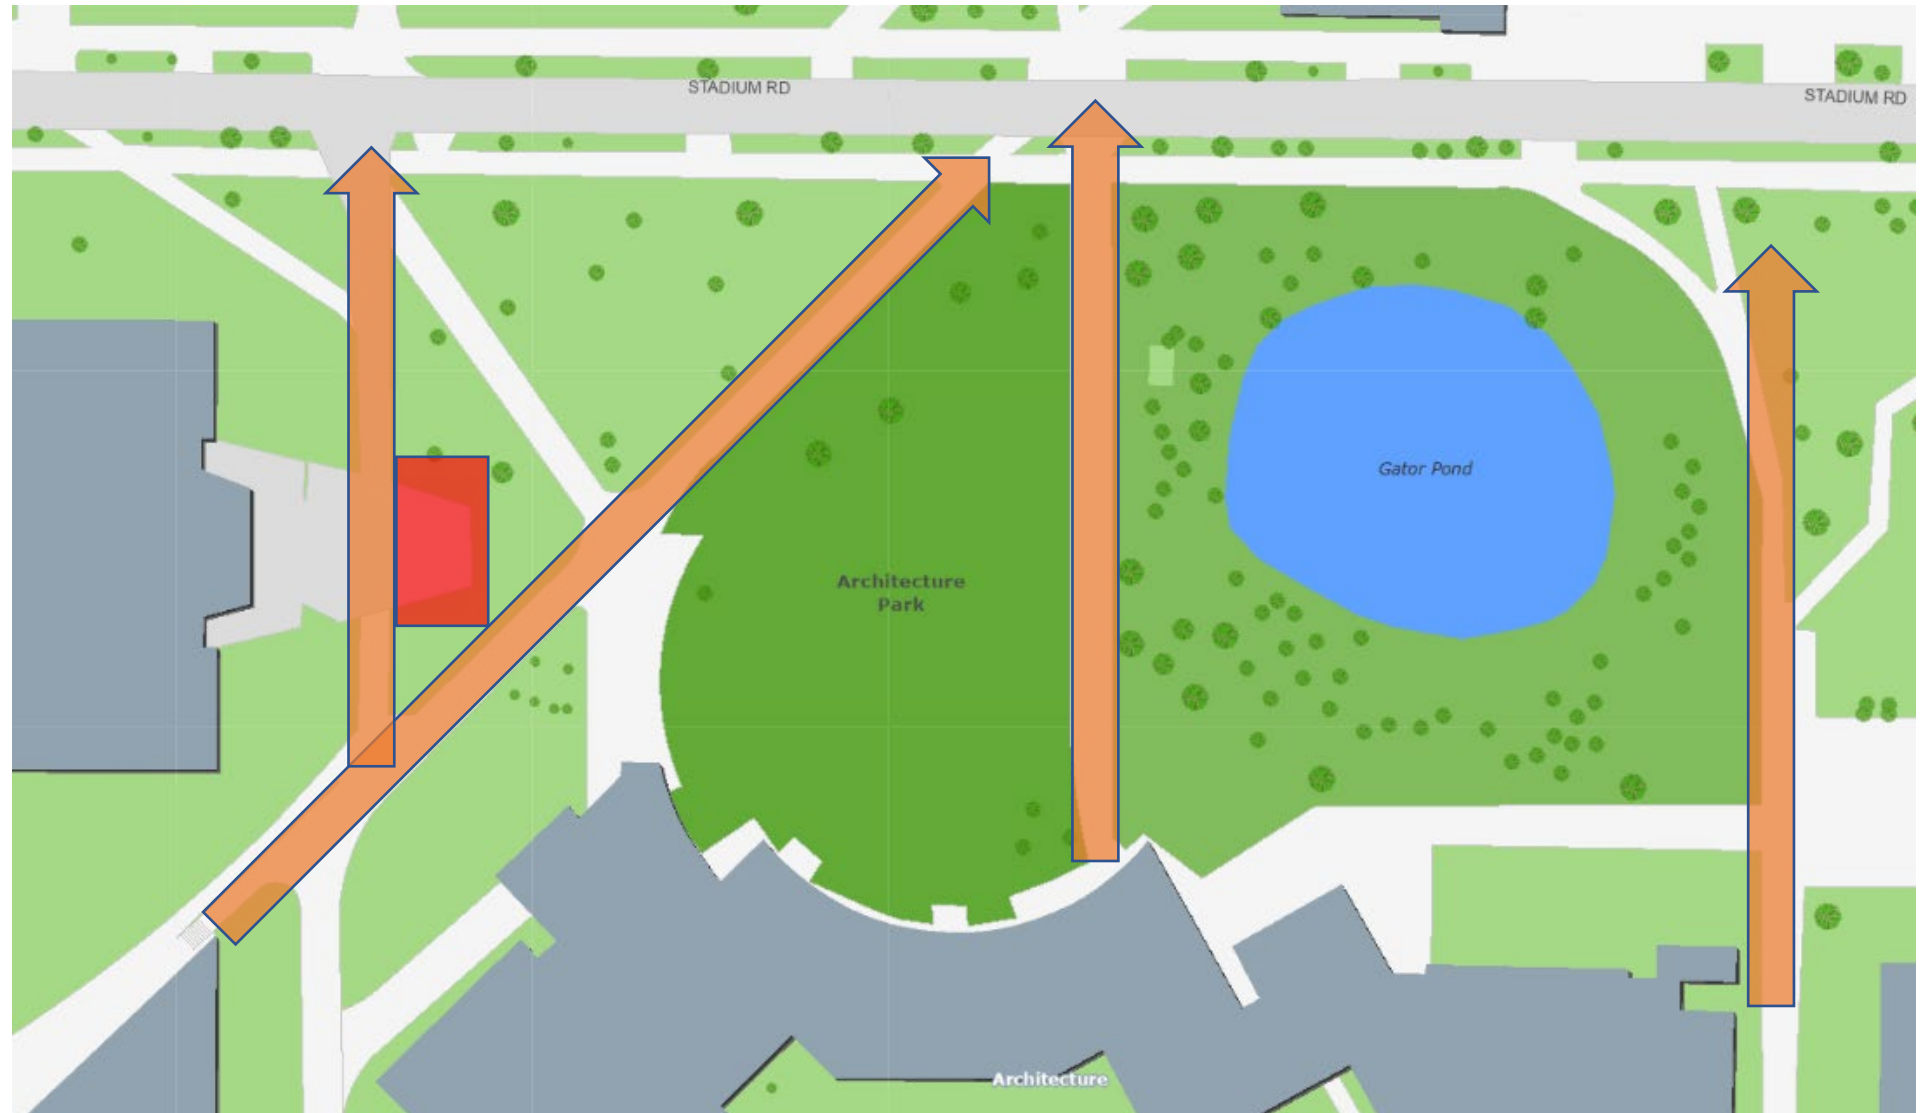 STADIUM RD
STADIUM RD
Gator Pond
Architecture
Park
Architecture